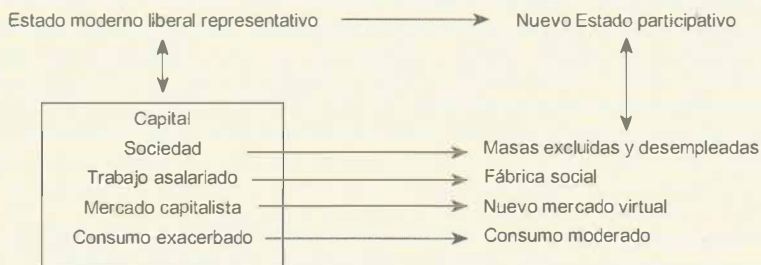 Estado moderno liberal representativo Nuevo Estado participativo
Capital
Sociedad Masas excluidas y desempleadas
Trabajo asalariado Fábrica social
Mercado capitalista Nuevo mercado virtual
Consumo exacerbado Consumo moderado